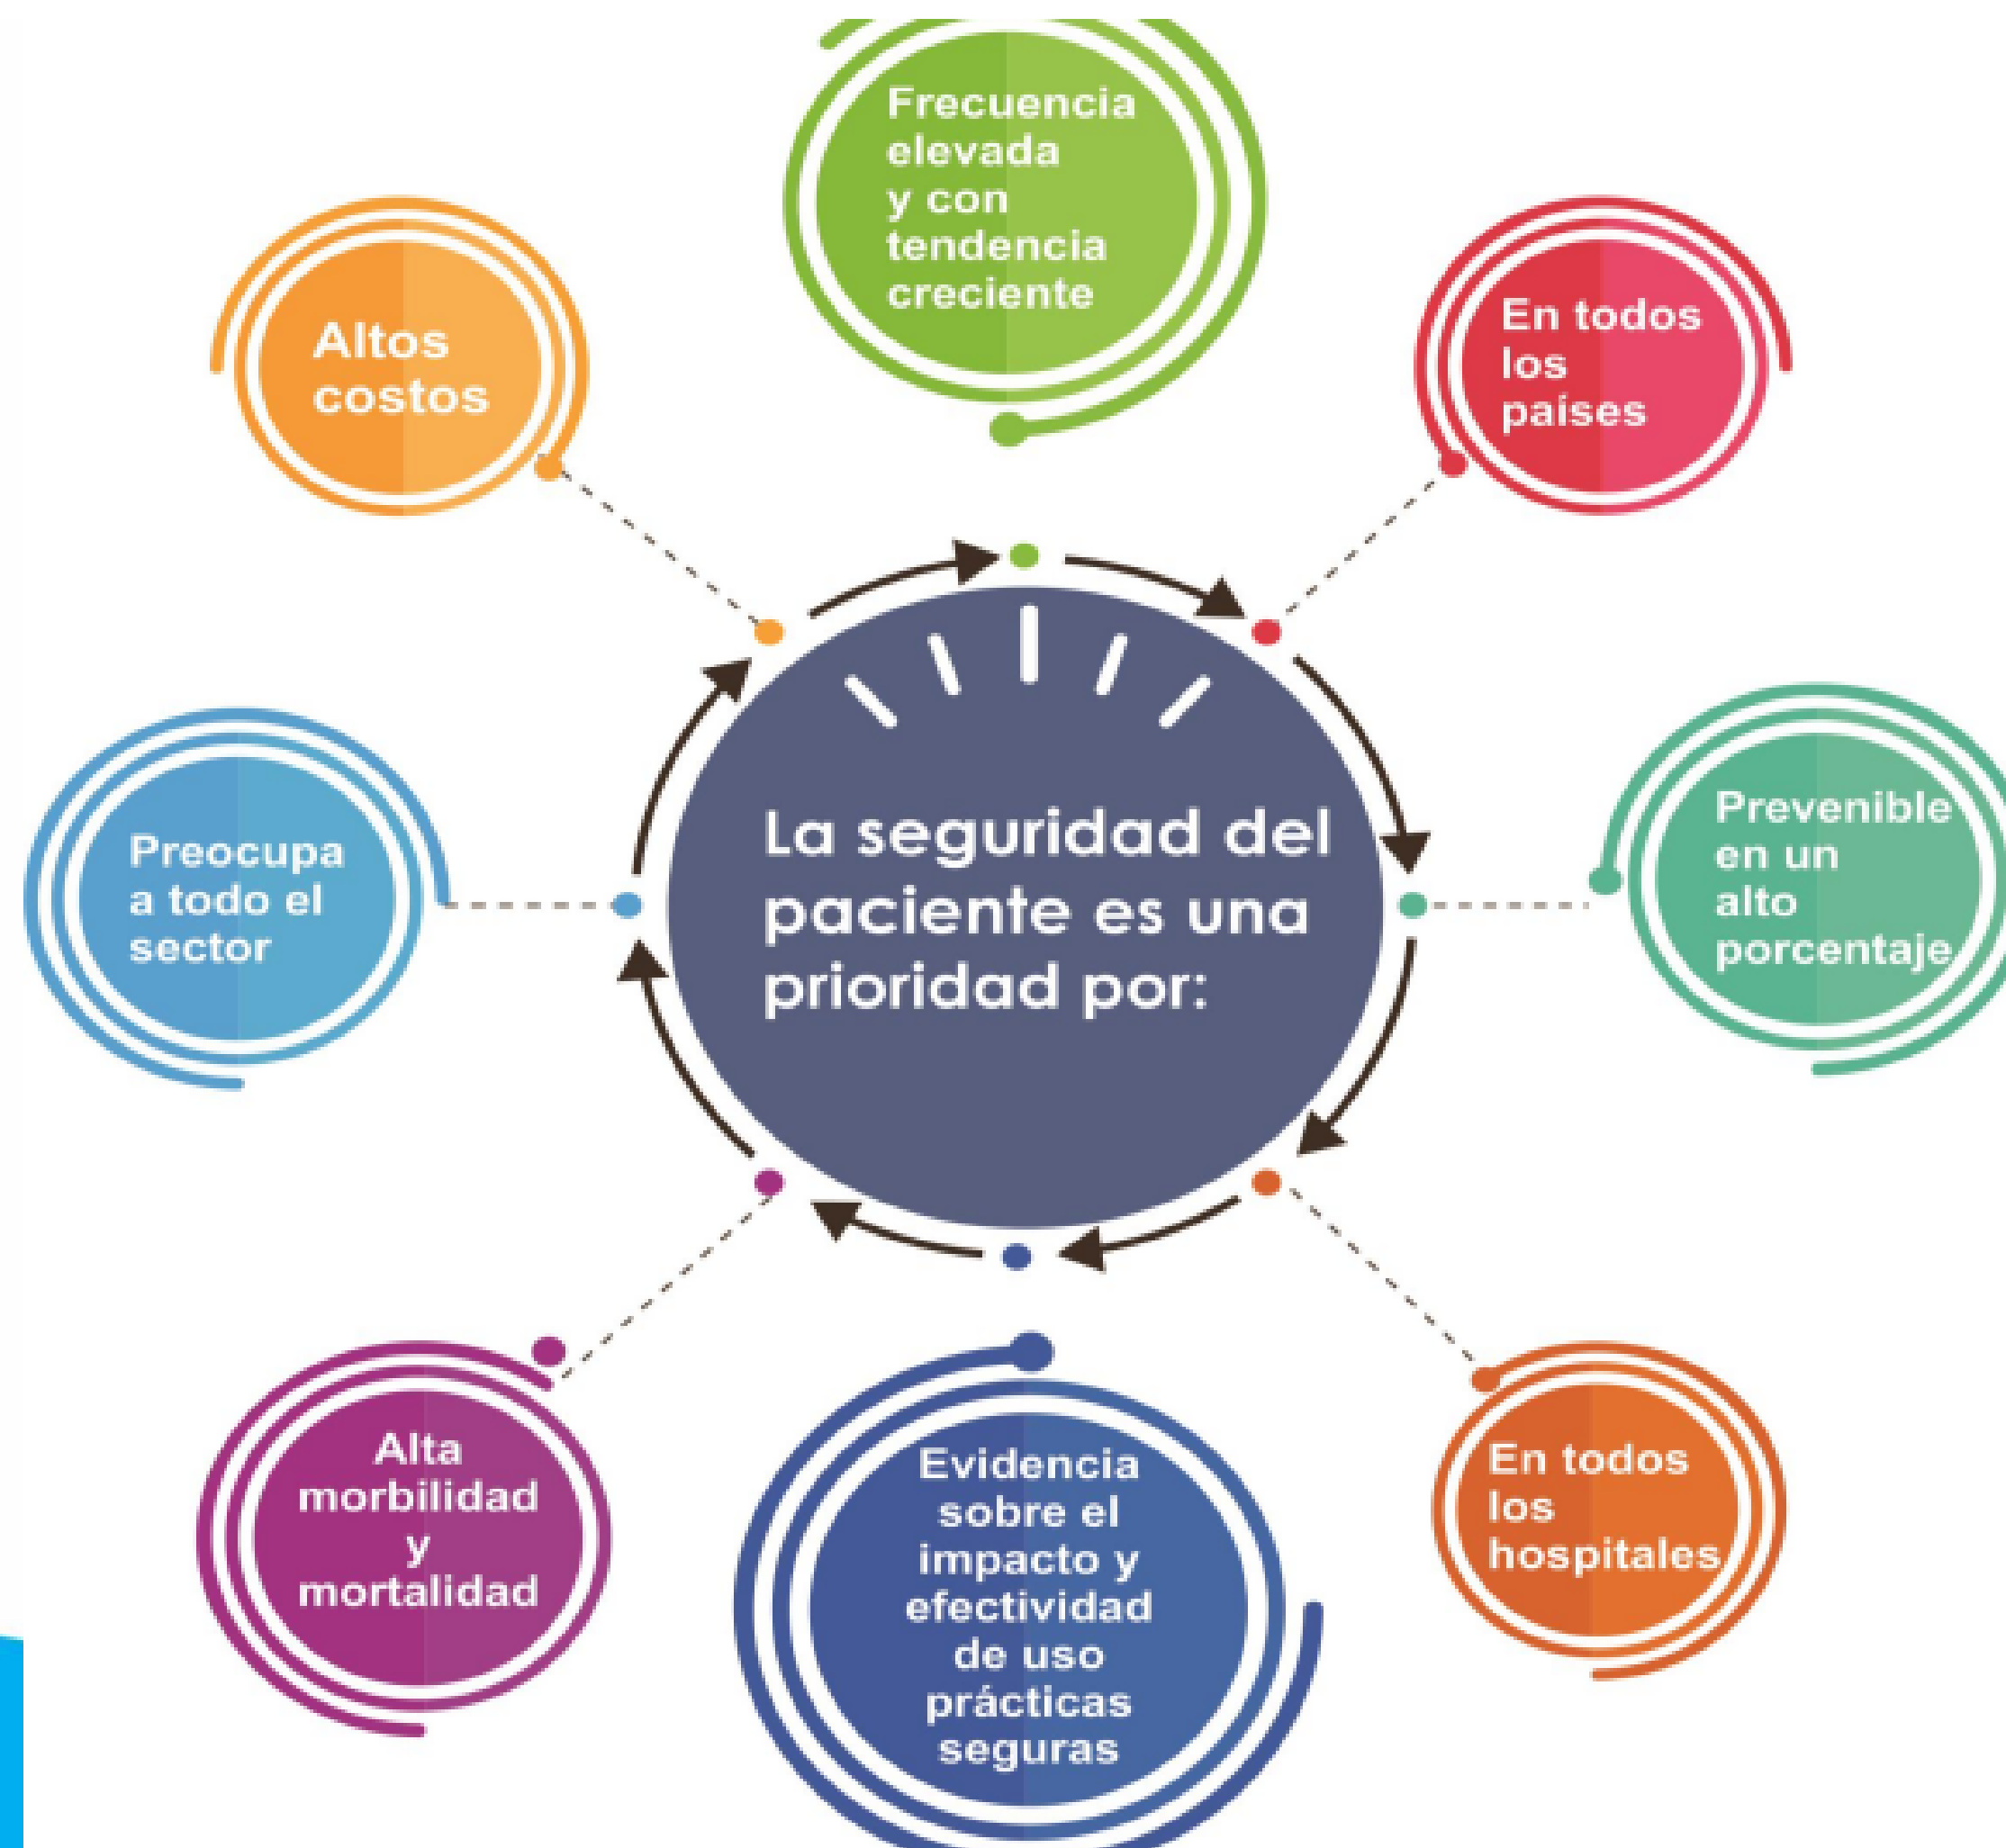 Frecuencia
elevada
y con
tendencia
creciente
En todos
los
países
Prevenible
en un
alto
porcentaje
En todos
los
hospitales
Evidencia
sobre el
impacto y
efectividad
de uso
prácticas
seguras
Alta
morbilidad
y
mortalidad
Preocupa
a todo el
sector
Altos
costos
La seguridad del
paciente es una
prioridad por: